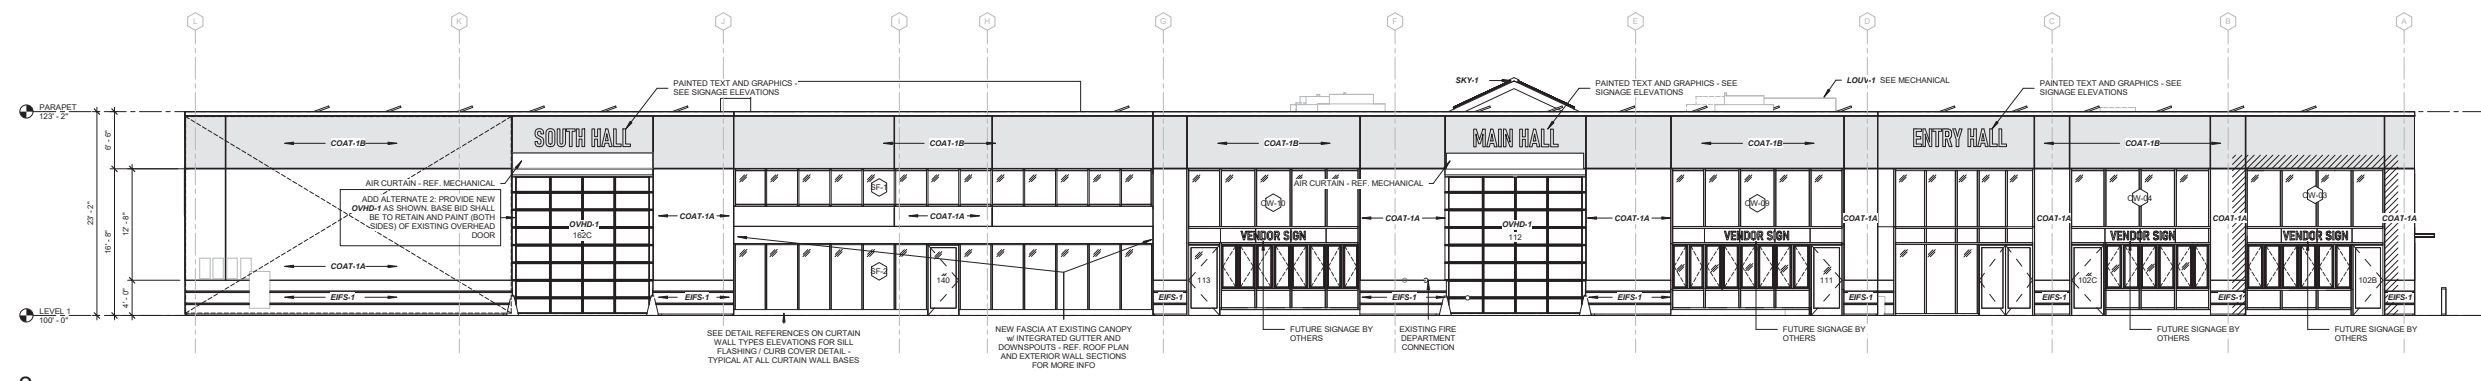 L K J I H G F E D C B A
PAINTED TEXT AND GRAPHICS -
SEE SIGNAGE ELEVATIONS
SKY-1
PAINTED TEXT AND GRAPHICS - SEE
SIGNAGE ELEVATIONS
LOUV-1 SEE MECHANICAL
PAINTED TEXT AND GRAPHICS - SEE
SIGNAGE ELEVATIONS
PARAPET
123' - 2"
6' - 6"
23' - 2"
16' - 8"
12' - 8"
4' - 0"
LEVEL 1
100' - 0"
COAT-1B
SOUTH HALL
COAT-1B
COAT-1B
MAIN HALL
COAT-1B
ENTRY HALL
COAT-1B
AIR CURTAIN - REF. MECHANICAL
ADD ALTERNATE 2: PROVIDE NEW
OVHD-1 AS SHOWN. BASE BID SHALL
BE TO RETAIN AND PAINT (BOTH
SIDES) OF EXISTING OVERHEAD
DOOR
OVHD-1
162C
COAT-1A
SF-1
COAT-1A
AIR CURTAIN - REF. MECHANICAL
CW-10
COAT-1A
OVHD-1
112
COAT-1A
CW-09
COAT-1A
COAT-1A
CW-04
COAT-1A
CW-03
COAT-1A
VENDOR SIGN
VENDOR SIGN
VENDOR SIGN
VENDOR SIGN
COAT-1A
SF-2
140
113
111
102C
102B
EIFS-1
EIFS-1
EIFS-1
EIFS-1
EIFS-1
EIFS-1
EIFS-1
EIFS-1
EIFS-1
SEE DETAIL REFERENCES ON CURTAIN
WALL TYPES ELEVATIONS FOR SILL
FLASHING / CURB COVER DETAIL -
TYPICAL AT ALL CURTAIN WALL BASES
NEW FASCIA AT EXISTING CANOPY
w/ INTEGRATED GUTTER AND
DOWNSPOUTS - REF. ROOF PLAN
AND EXTERIOR WALL SECTIONS
FOR MORE INFO
FUTURE SIGNAGE BY
OTHERS
EXISTING FIRE
DEPARTMENT
CONNECTION
FUTURE SIGNAGE BY
OTHERS
FUTURE SIGNAGE BY
OTHERS
FUTURE SIGNAGE BY
OTHERS